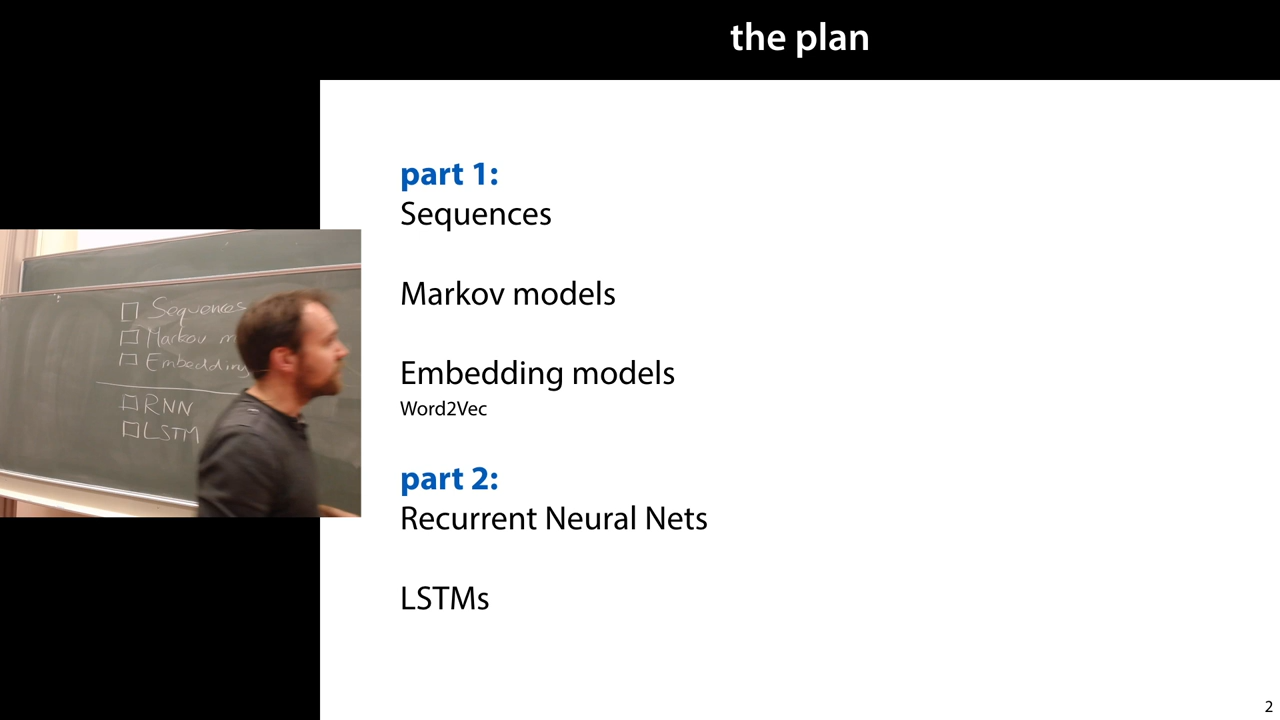 the plan
part 1:
Sequences
Markov models
Embedding models
Word2Vec
part 2:
Recurrent Neural Nets
LSTMs
2
Sequences
Markov m
Embedding
RNN
LSTM